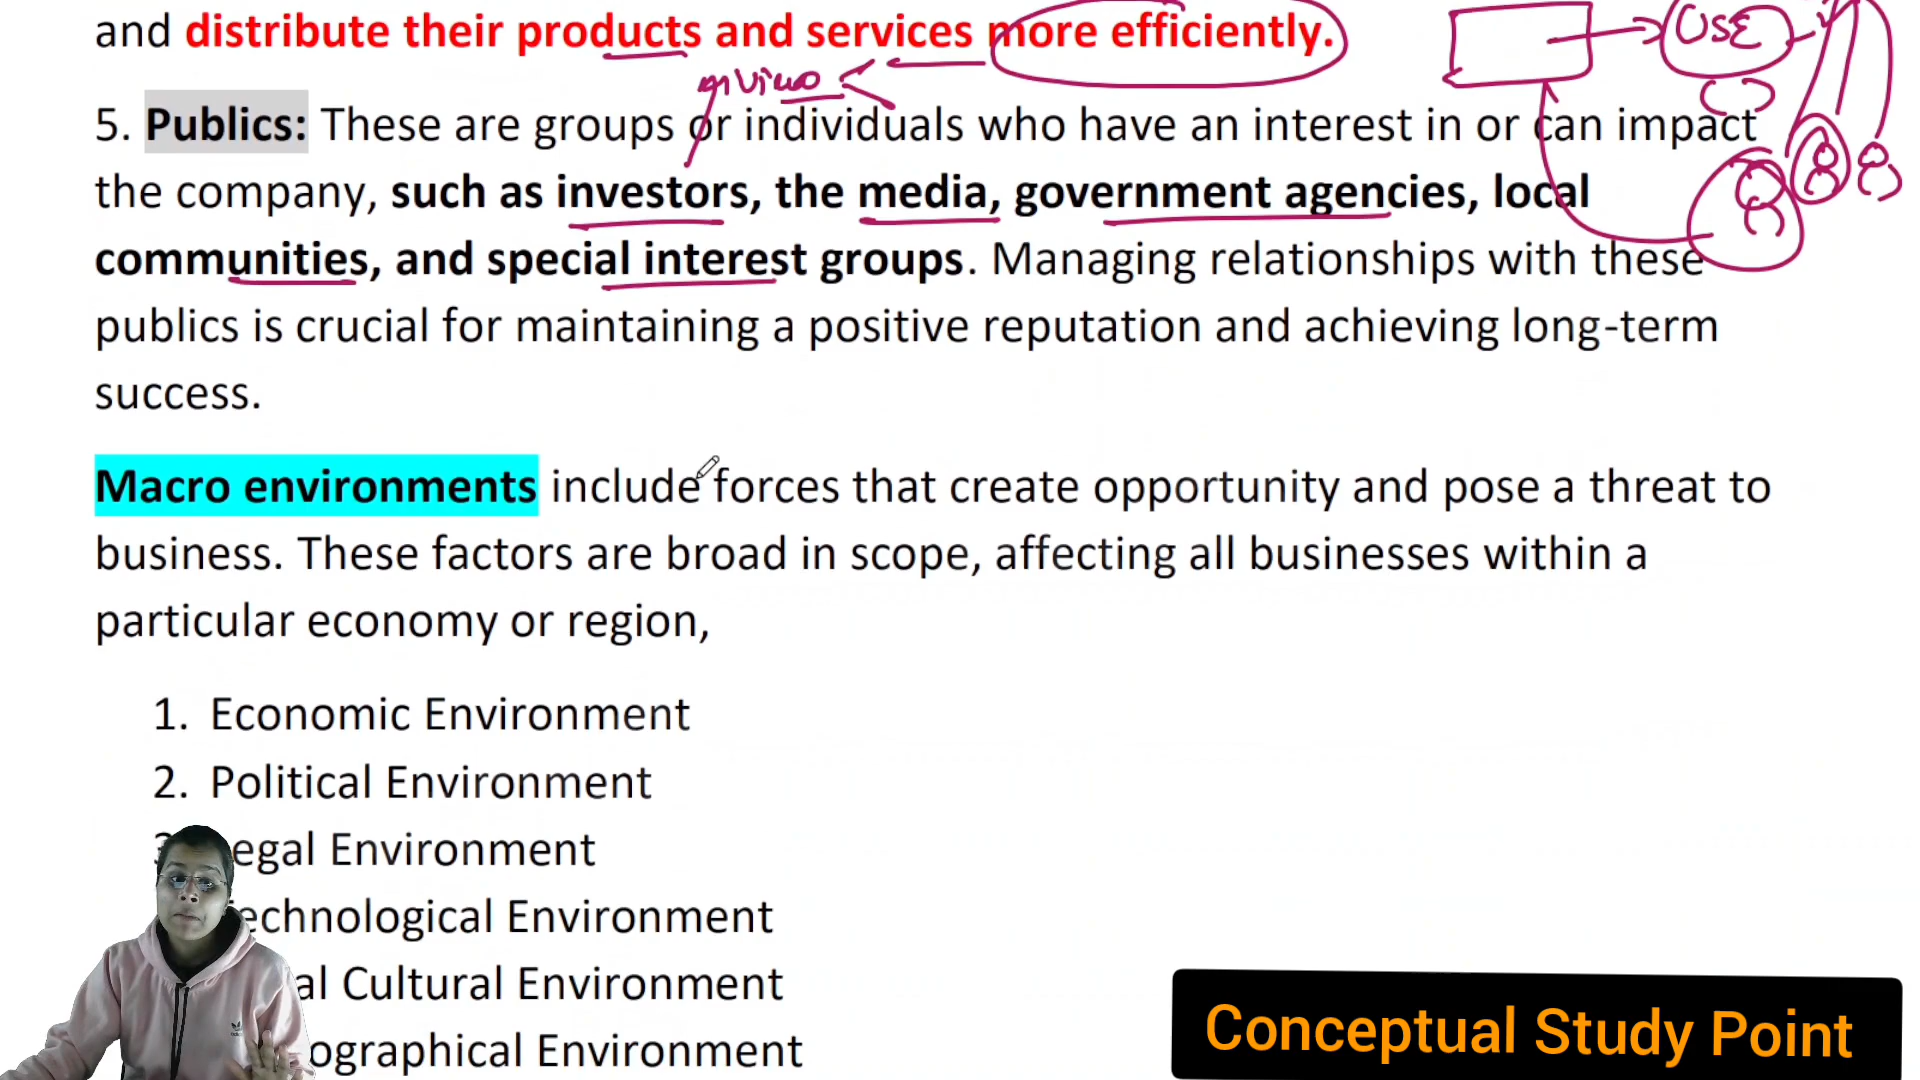 and distribute their products and services more efficiently.
USE
5. Publics: These are groups or individuals who have an interest in or can impact
the company, such as investors, the media, government agencies, local
communities, and special interest groups. Managing relationships with these
publics is crucial for maintaining a positive reputation and achieving long-term
success.
Macro environments include forces that create opportunity and pose a threat to
business. These factors are broad in scope, affecting all businesses within a
particular economy or region,
1. Economic Environment
2. Political Environment
egal Environment
echnological Environment
al Cultural Environment
ographical Environment
Conceptual Study Point